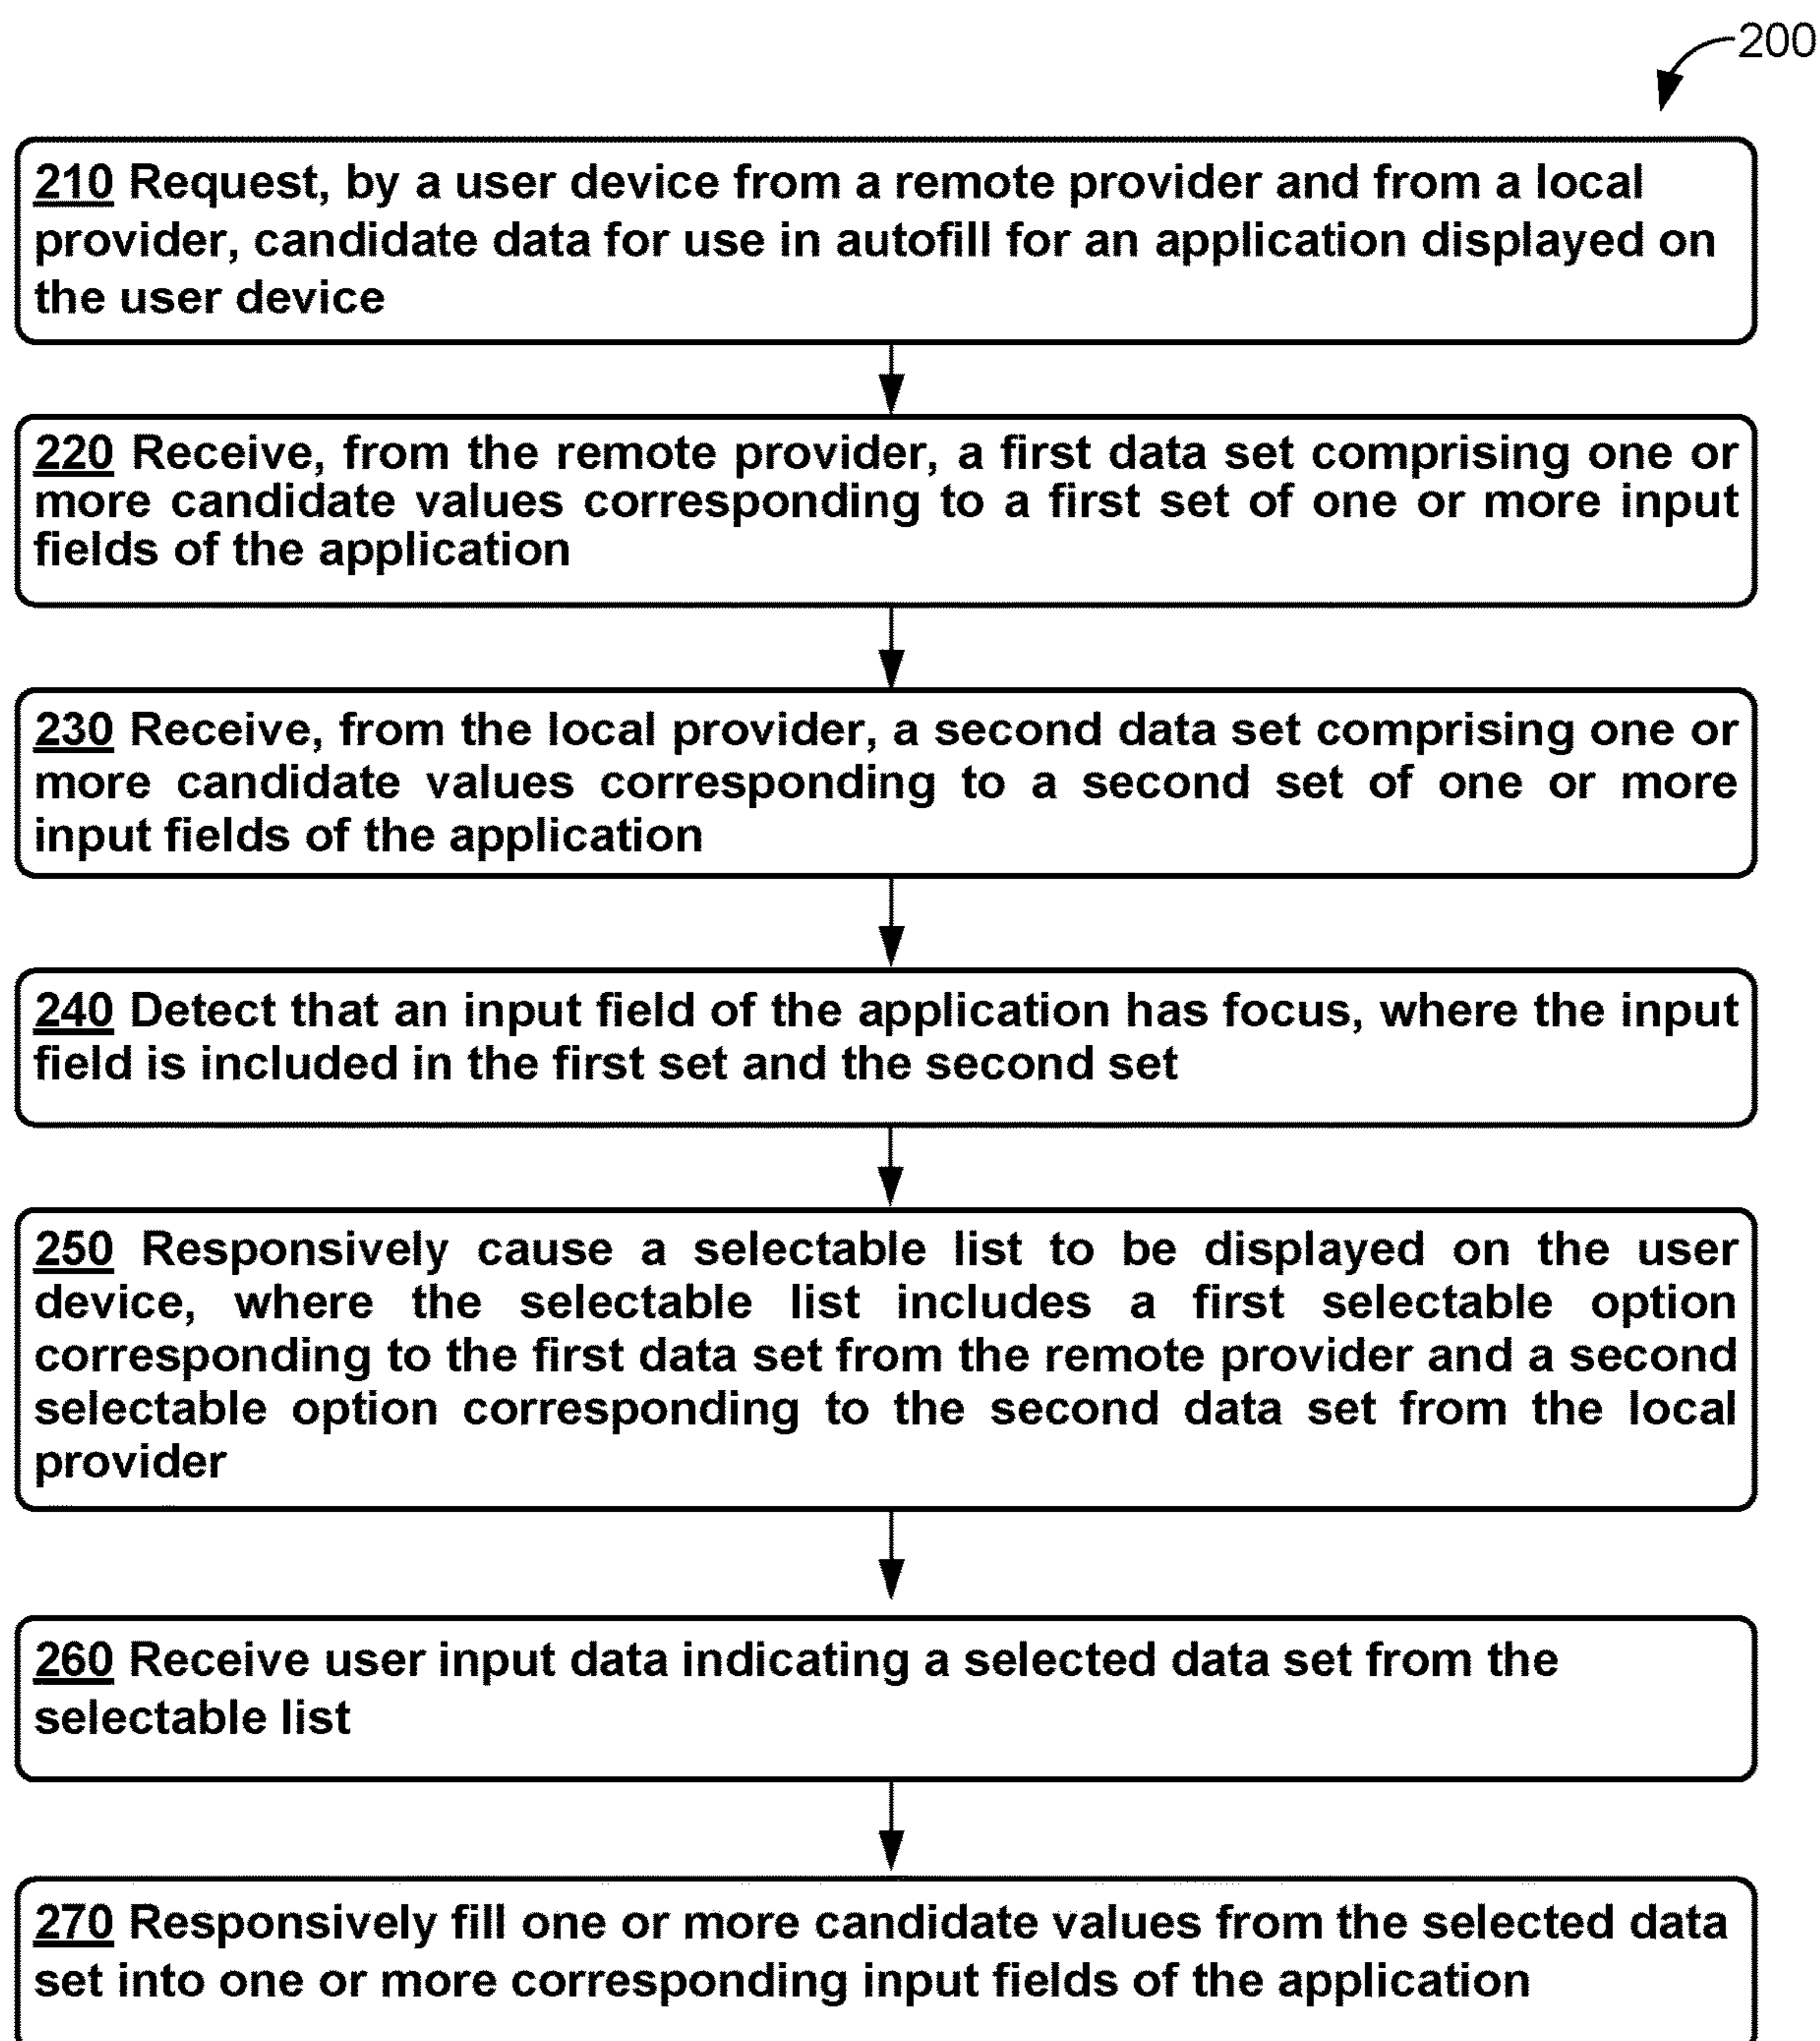 200
210 Request, by a user device from a remote provider and from a local
provider, candidate data for use in autofill for an application displayed on
the user device
220 Receive, from the remote provider, a first data set comprising one or
more candidate values corresponding to a first set of one or more input
fields of the application
230 Receive, from the local provider, a second data set comprising one or
more candidate values corresponding to a second set of one or more
input fields of the application
240 Detect that an input field of the application has focus, where the input
field is included in the first set and the second set
250 Responsively cause a selectable list to be displayed on the user
device, where the selectable list includes a first selectable option
corresponding to the first data set from the remote provider and a second
selectable option corresponding to the second data set from the local
provider
260 Receive user input data indicating a selected data set from the
selectable list
270 Responsively fill one or more candidate values from the selected data
set into one or more corresponding input fields of the application